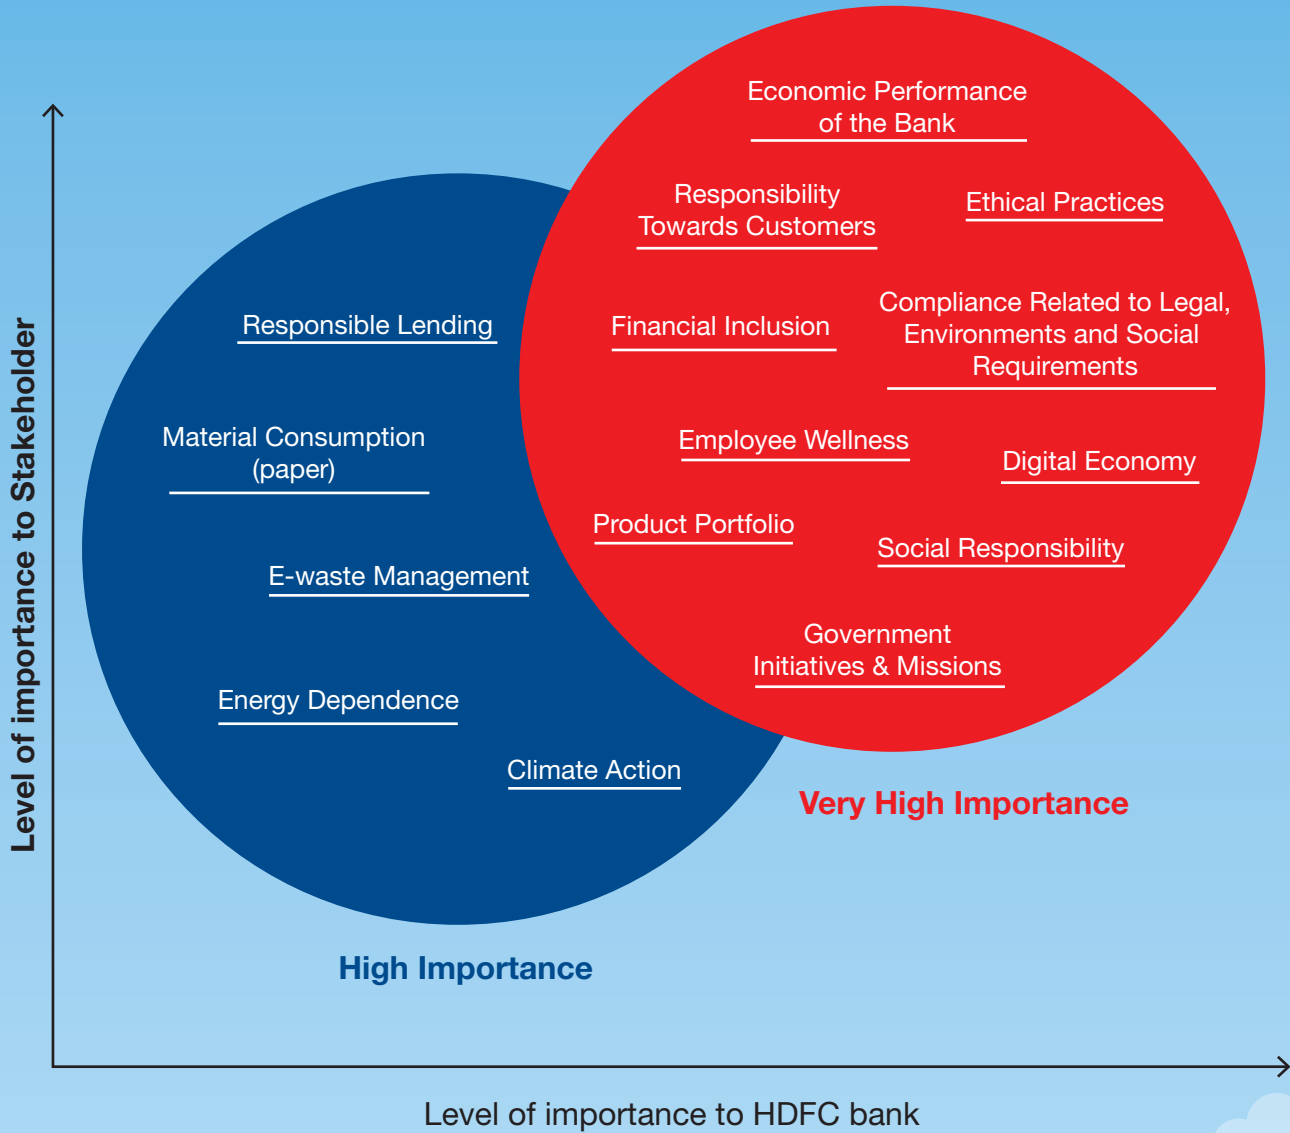 Economic Performance
of the Bank
Responsibility
Towards Customers
Ethical Practices
Financial Inclusion
Compliance Related to Legal,
Environments and Social
Requirements
Employee Wellness
Digital Economy
Product Portfolio
Social Responsibility
Government
Initiatives & Missions
Very High Importance
Responsible Lending
Material Consumption
(paper)
E-waste Management
Energy Dependence
Climate Action
High Importance
Level of importance to Stakeholder
Level of importance to HDFC bank